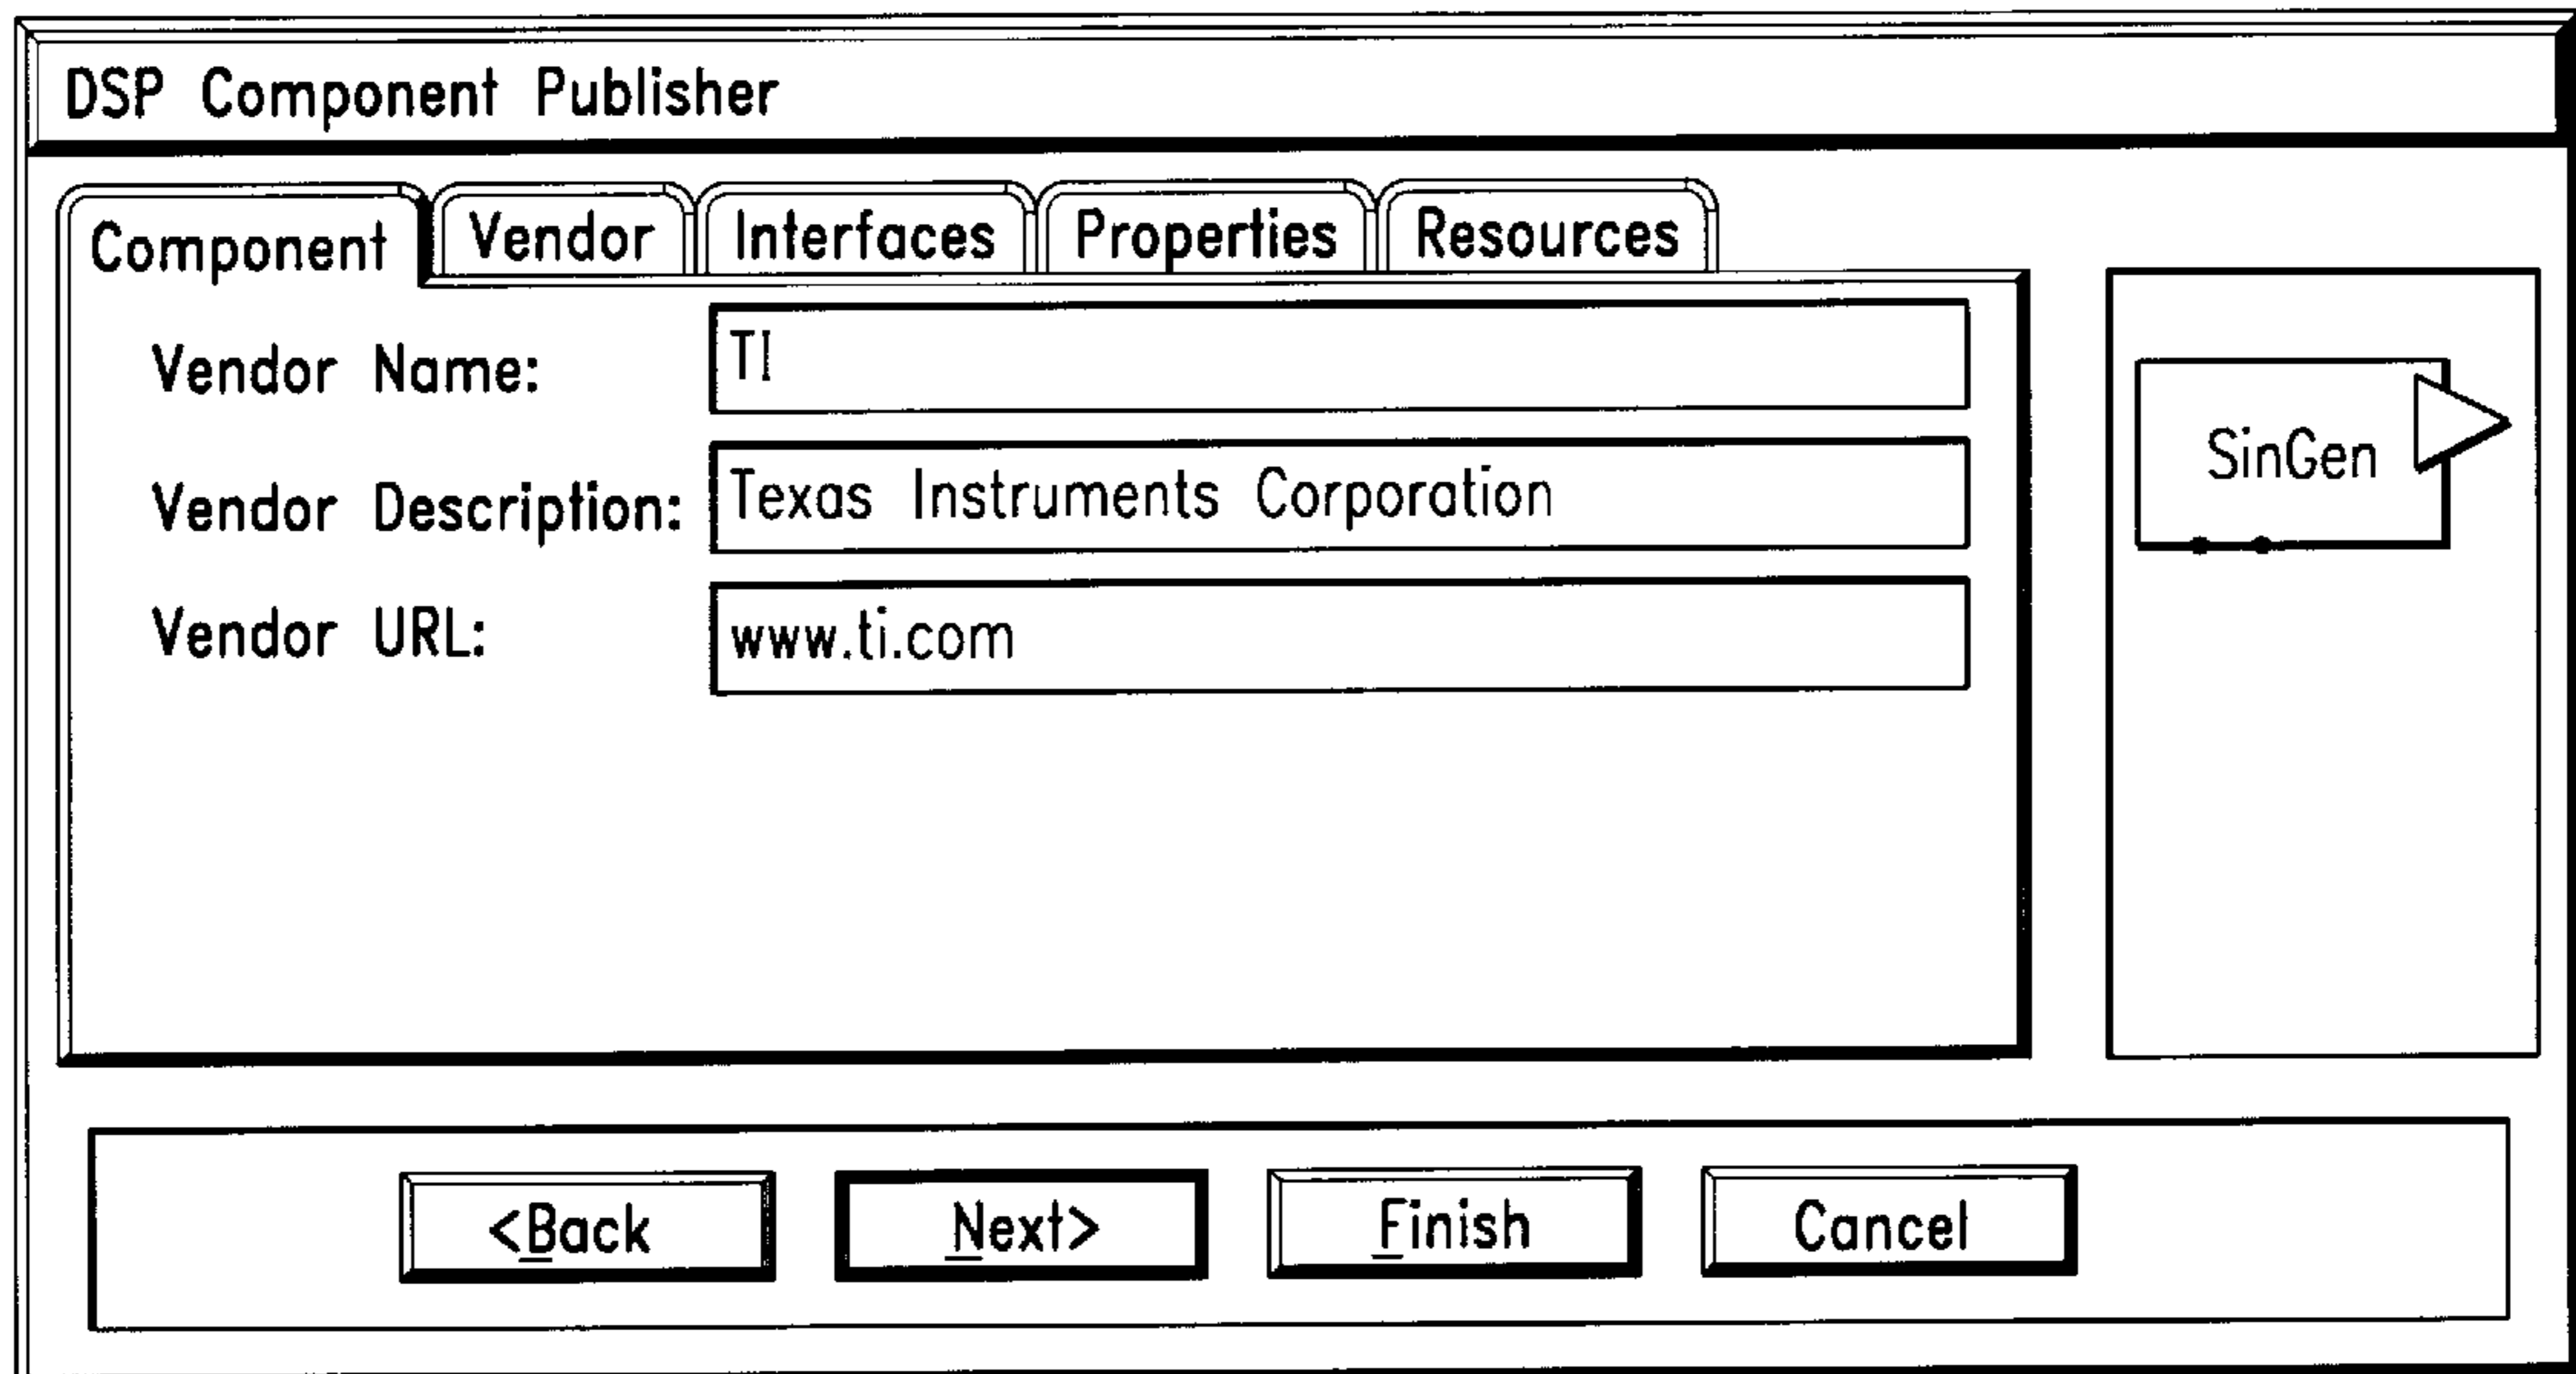 DSP Component Publisher
Component Vendor Interfaces Properties Resources
Vendor Name: TI
Vendor Description: Texas Instruments Corporation
Vendor URL: www.ti.com
SinGen
<Back Next> Finish Cancel